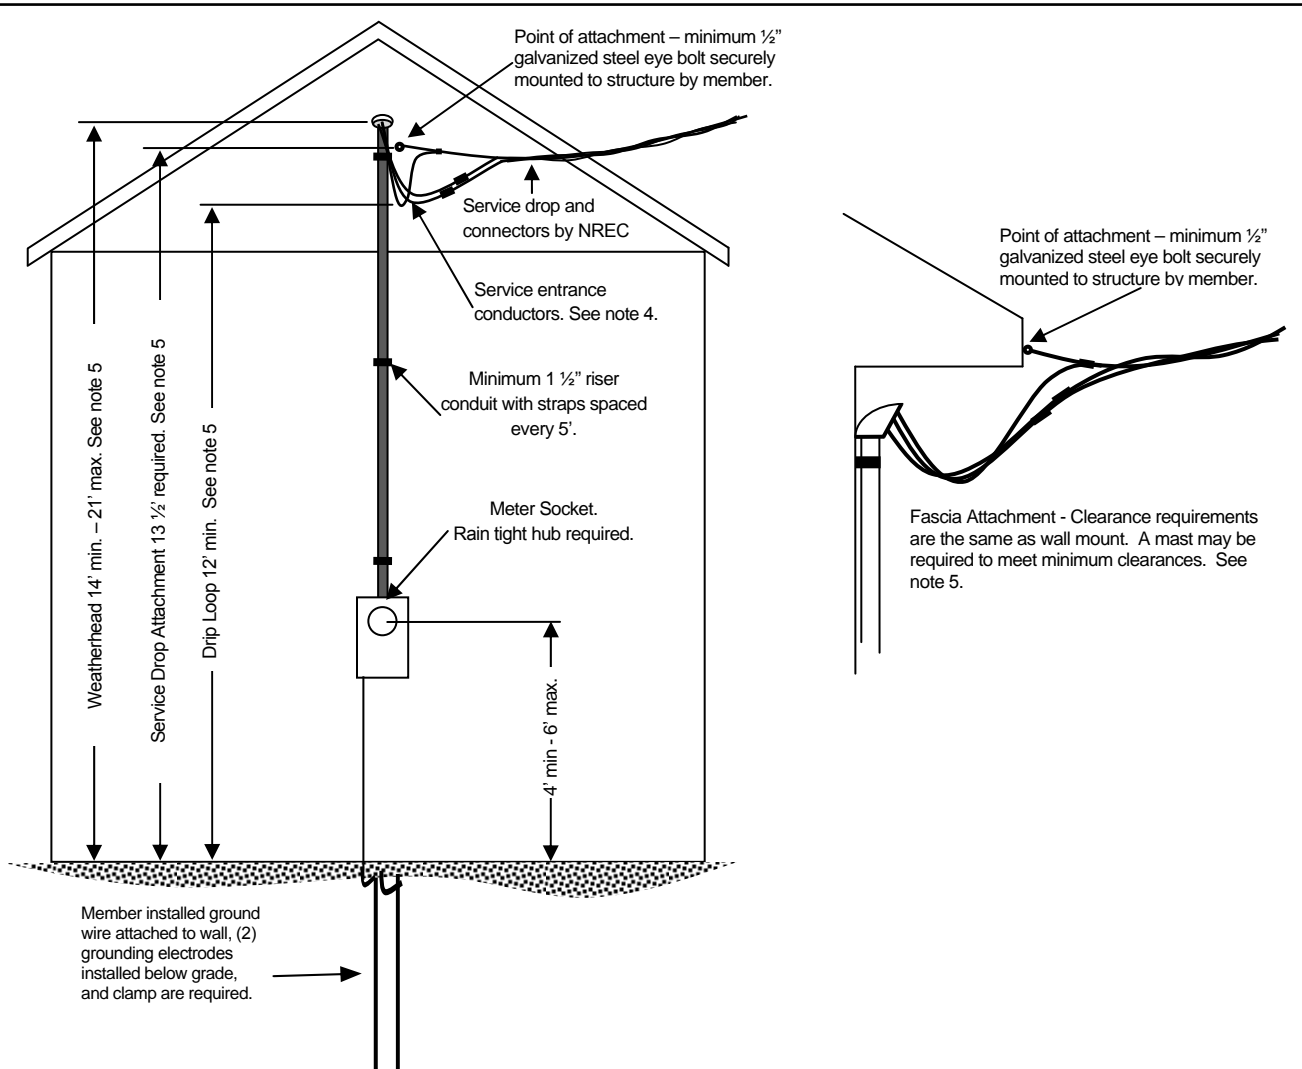 Point of attachment – minimum ½”
galvanized steel eye bolt securely
mounted to structure by member.
Service drop and
connectors by NREC
Service entrance
conductors. See note 4.
Minimum 1 ½” riser
conduit with straps spaced
every 5’.
Meter Socket.
Rain tight hub required.
Weatherhead 14’ min. – 21’ max. See note 5
Service Drop Attachment 13 ½’ required. See note 5
Drip Loop 12’ min. See note 5
4’ min - 6’ max.
Member installed ground
wire attached to wall, (2)
grounding electrodes
installed below grade,
and clamp are required.
Point of attachment – minimum ½”
galvanized steel eye bolt securely
mounted to structure by member.
Fascia Attachment - Clearance requirements
are the same as wall mount. A mast may be
required to meet minimum clearances. See
note 5.